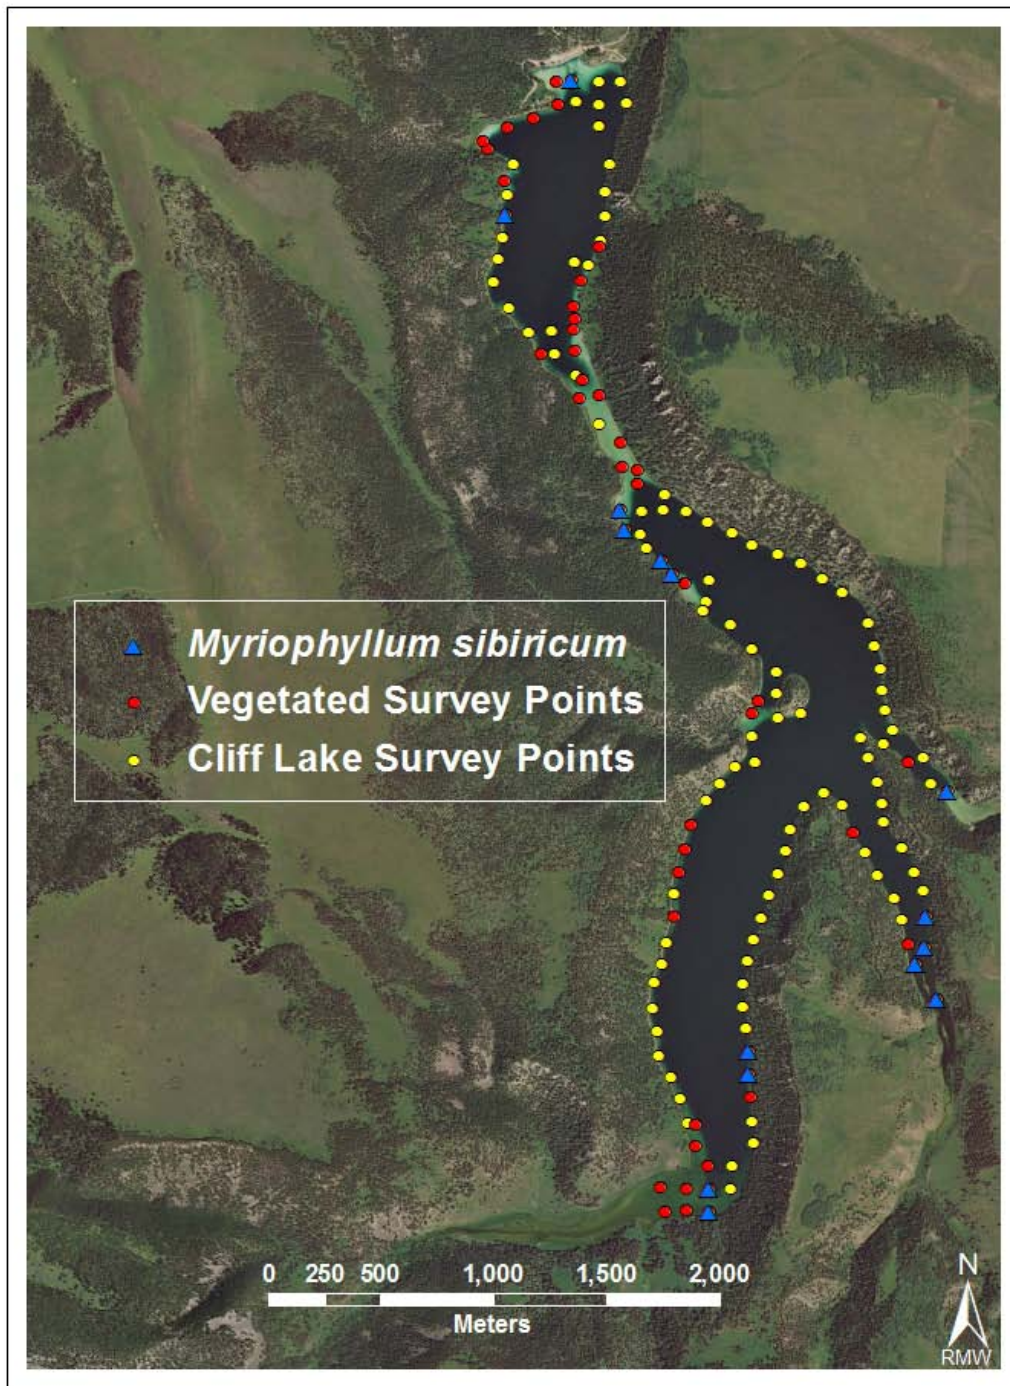 Myriophyllum sibiricum
Vegetated Survey Points
Cliff Lake Survey Points
0 250 500 1,000 1,500 2,000
Meters
N
RMW